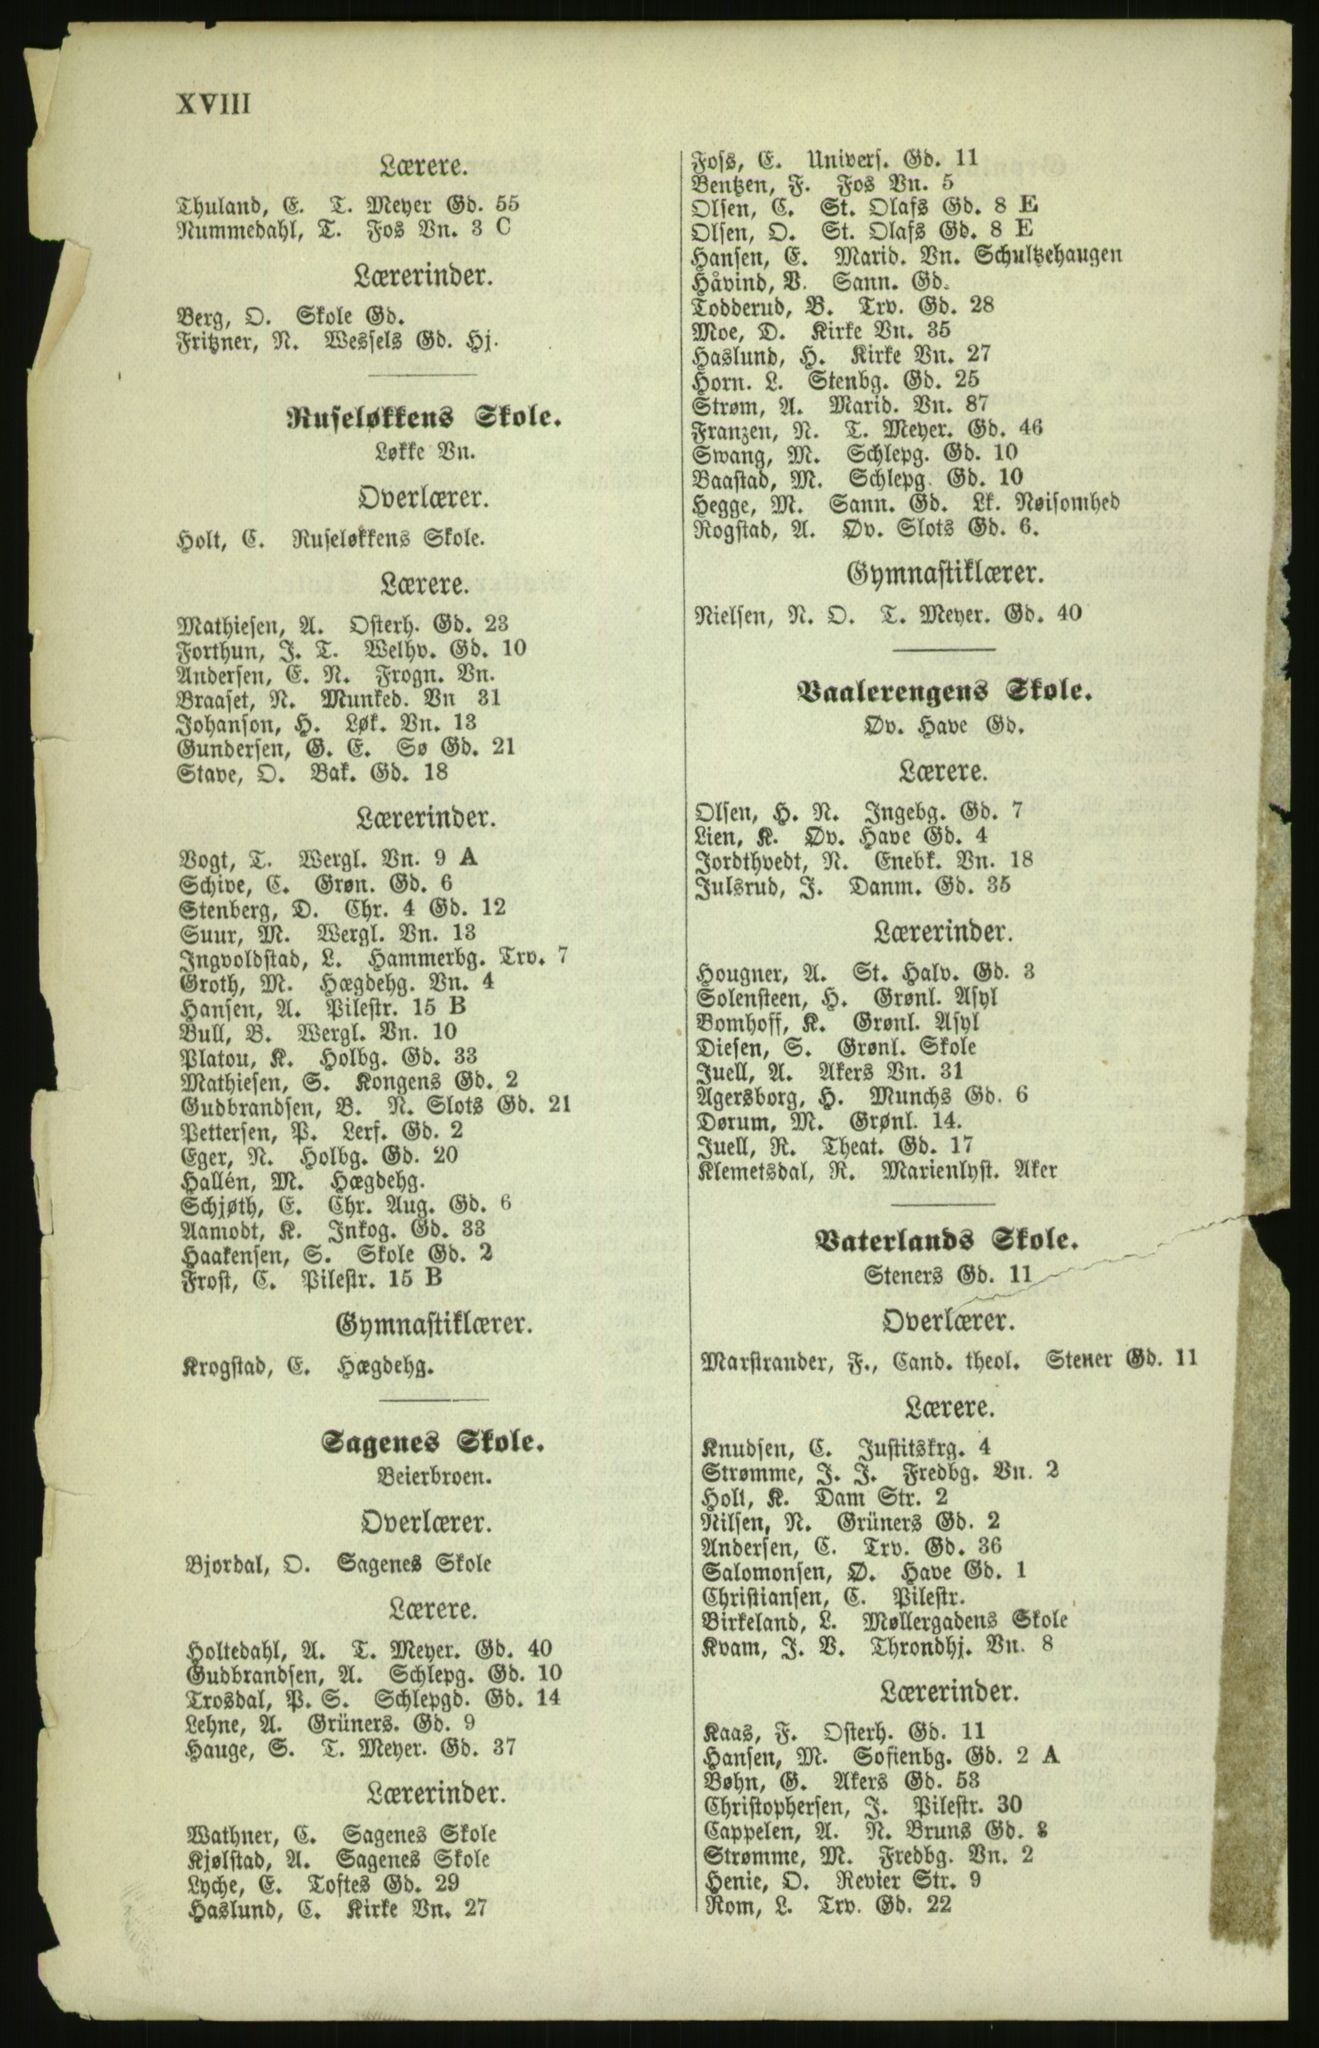 XVIII
Lærere.
Thuland, E. T. Meyer Gd. 55
Nummedahl, T. Fos Vn. 3 C
Lærerinder.
Berg, O. Skole Gd.
Fritzner, N. Wessels Gd. Hj.
Ruseløkkens Skole.
Løkke Vn.
Overlærer.
Holt, C. Ruseløkkens Skole.
Lærere.
Mathiesen, A. Osterh. Gd. 23
Forthun, J. T. Welhv. Gd. 10
Andersen, E. N. Frogn. Vn.
Braaset, N. Munked. Vn 31
Johanson, H. Løk. Vn. 13
Gundersen, G. E. Sø Gd. 21
Stave, O. Bak. Gd. 18
Lærerinder.
Vogt, T. Wergl. Vn. 9 A
Schive, C. Grøn. Gd. 6
Stenberg, D. Chr. 4 Gd. 12
Suur, M. Wergl. Vn. 13
Ingvoldstad, L. Hammerbg. Trv. 7
Groth, M. Hægdehg. Vn. 4
Hansen, A. Pilestr. 15 B
Bull, B. Wergl. Vn. 10
Platou, K. Holbg. Gd. 33
Mathiesen, S. Kongens Gd. 2
Gudbrandsen, B. N. Slots Gd. 21
Pettersen, P. Lerf. Gd. 2
Eger, N. Holbg. Gd. 20
Hallén, M. Hægdehg.
Schjøth, E. Chr. Aug. Gd. 6
Aamodt, K. Inkog. Gd. 33
Haakensen, S. Skole Gd. 2
Frost, C. Pilestr. 15 B
Gymnastiklærer.
Krogstad, E. Hægdehg.
Sagenes Skole.
Beierbroen.
Overlærer.
Bjordal, O. Sagenes Skole
Lærere.
Holtedahl, A. T. Meyer. Gd. 40
Gudbrandsen, A. Schlepg. Gd. 10
Trosdal, P. S. Schlepgd. Gd. 14
Lehne, A. Grüners. Gd. 9
Hauge, S. T. Meyer. Gd. 37
Lærerinder.
Wathner, C. Sagenes Skole
Kjølstad, A. Sagenes Skole
Lyche, E. Toftes Gd. 29
Haslund, C. Kirke Vn. 27
Foss, E. Univers. Gd. 11
Bentzen, F. Fos Vn. 5
Olsen, C. St. Olafs Gd. 8 E
Olsen, O. St. Olafs Gd. 8 E
Hansen, E. Marid. Vn. Schultzehaugen
Håvind, V. Sann. Gd.
Todderud, B. Trv. Gd. 28
Moe, D. Kirke Vn. 35
Haslund, H. Kirke Vn. 27
Horn. L. Stenbg. Gd. 25
Strøm, A. Marid. Vn. 87
Franzen, N. T. Meyer. Gd. 46
Swang, M. Schlepg. Gd. 10
Baastad, M. Schlepg. Gd. 10
Hegge, M. Sann. Gd. Lk. Nøisomhed
Rogstad, A. Øv. Slots Gd. 6.
Gymnastiklærer.
Nielsen, N. O. T. Meyer. Gd. 40
Vaalerengens Skole.
Øv. Have Gd.
Lærere.
Olsen, H. N. Ingebg. Gd. 7
Lien, K. Øv. Have Gd. 4
Jordthvedt, N. Enebk. Vn. 18
Julsrud, J. Danm. Gd. 35
Lærerinder.
Hougner, A. St. Halv. Gd. 3
Solensteen, H. Grønl. Asyl
Bomhoff, K. Grønl. Asyl
Diesen, S. Grønl. Skole
Juell, A. Akers Vn. 31
Agersborg, H. Munchs Gd. 6
Dørum, M. Grønl. 14.
Juell, R. Theat. Gd. 17
Klemetsdal, R. Marienlyst. Aker
Vaterlands Skole.
Steners Gd. 11
Overlærer.
Marstrander, F., Cand. theol. Stener Gd. 11
Lærere.
Knudsen, C. Justitskrg. 4
Strømme, J. J. Fredbg. Vn. 2
Holt, K. Dam Str. 2
Nilsen, N. Grüners Gd. 2
Andersen, C. Trv. Gd. 36
Salomonsen, Ø. Have Gd. 1
Christiansen, C. Pilestr.
Birkeland, L. Møllergadens Skole
Kvam, J. V. Throndhj. Vn. 8
Lærerinder.
Kaas, F. Osterh. Gd. 11
Hansen, M. Sofienbg. Gd. 2 A
Bøhn, G. Akers Gd. 53
Christophersen, J. Pilestr. 30
Cappelen, A. N. Bruns Gd. 8
Strømme, M. Fredbg. Vn. 2
Henie, O. Revier Str. 9
Rom, L. Trv. Gd. 22